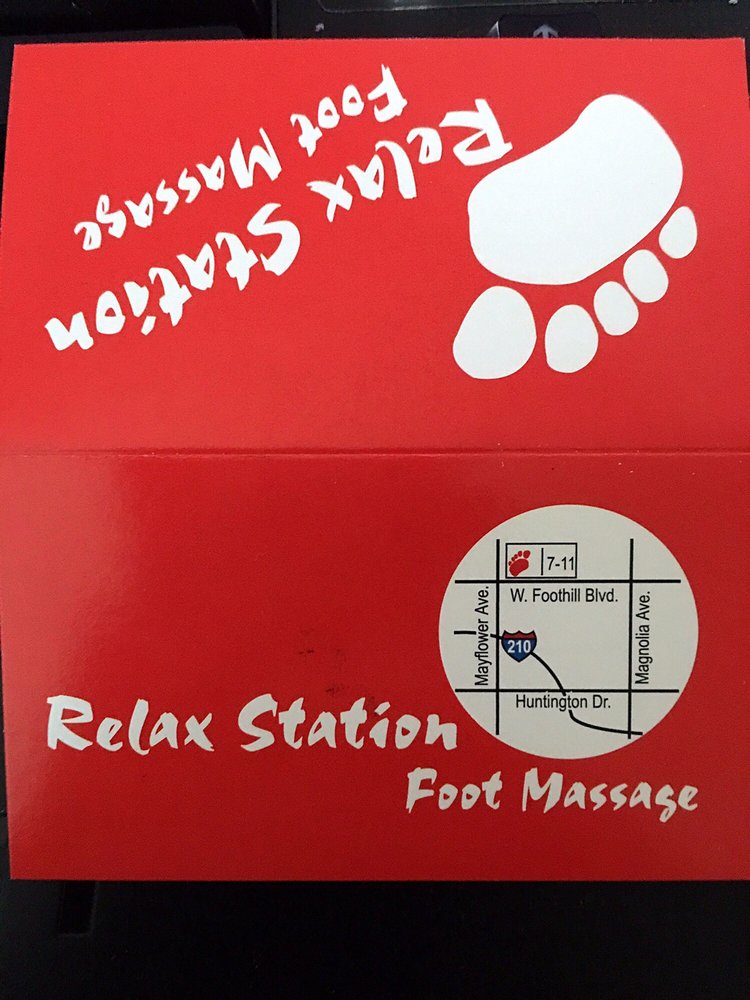 Relax Station
Foot Massage
7-11
W. Foothill Blvd.
Mayflower Ave.
Magnolia Ave.
210
Huntington Dr.
Relax Station
Foot Massage